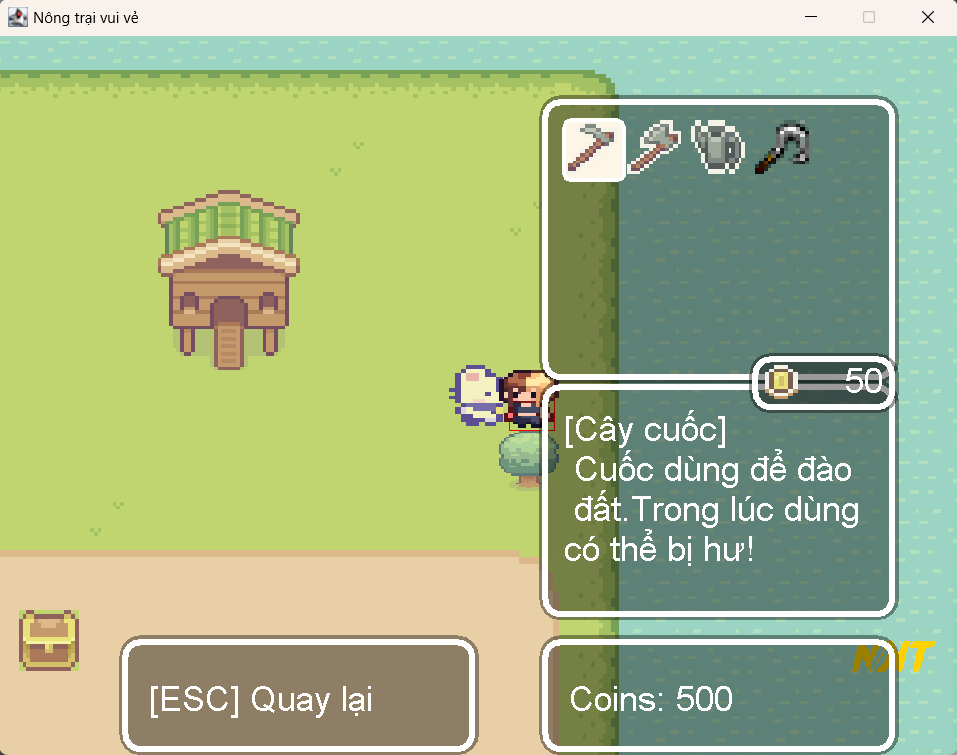 Nông trại vui vẻ
50
[Cây cuốc]
Cuốc dùng để đào
đất.Trong lúc dùng
có thể bị hư!
[ESC] Quay lại
Coins: 500